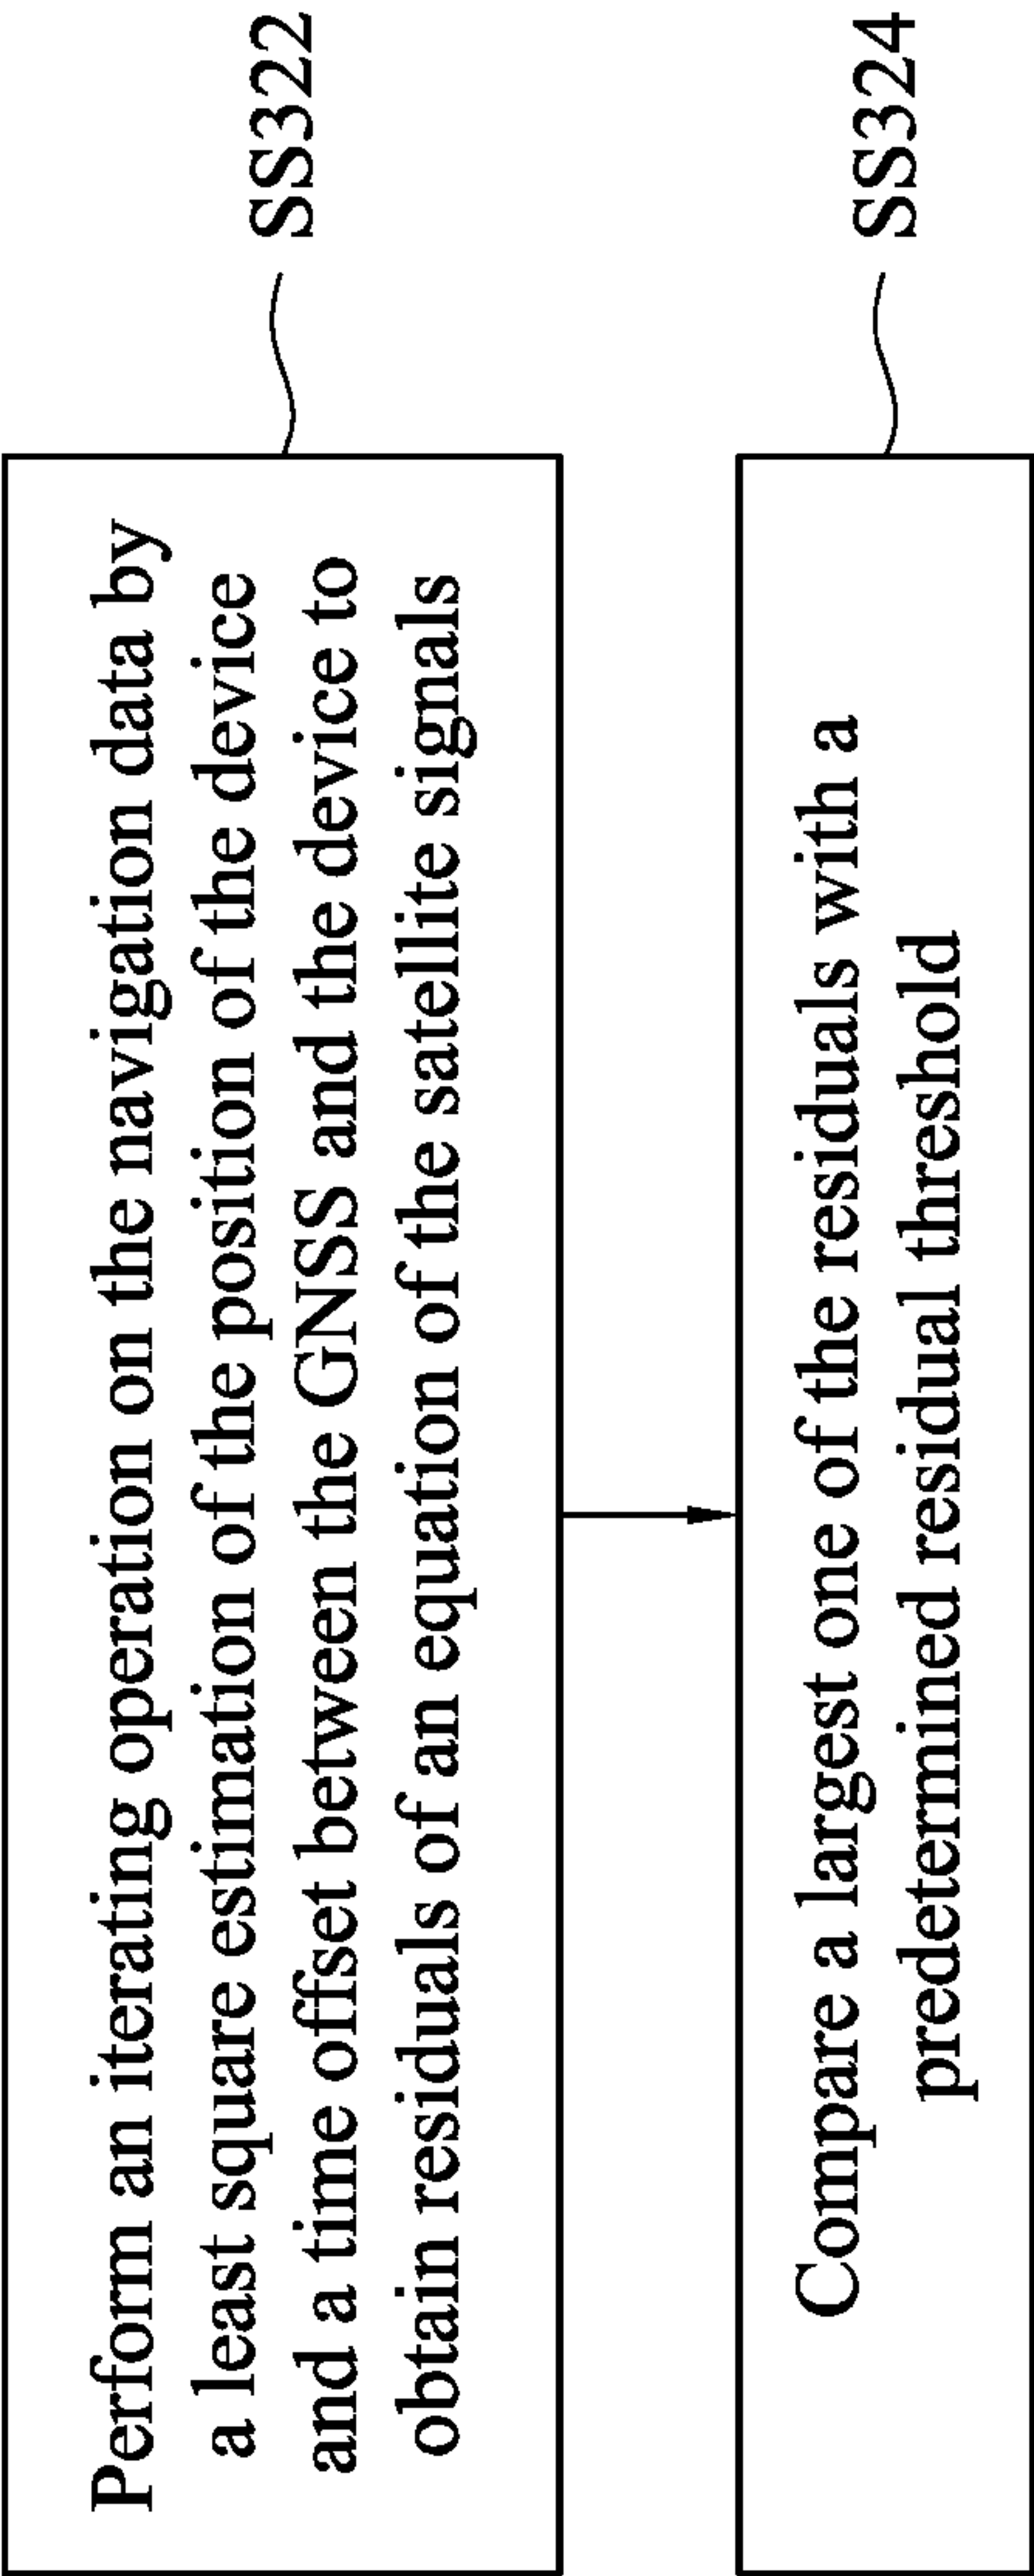 Perform an iterating operation on the navigation data by
a least square estimation of the position of the device
and a time offset between the GNSS and the device to
obtain residuals of an equation of the satellite signals
SS322
Compare a largest one of the residuals with a
predetermined residual threshold
SS324